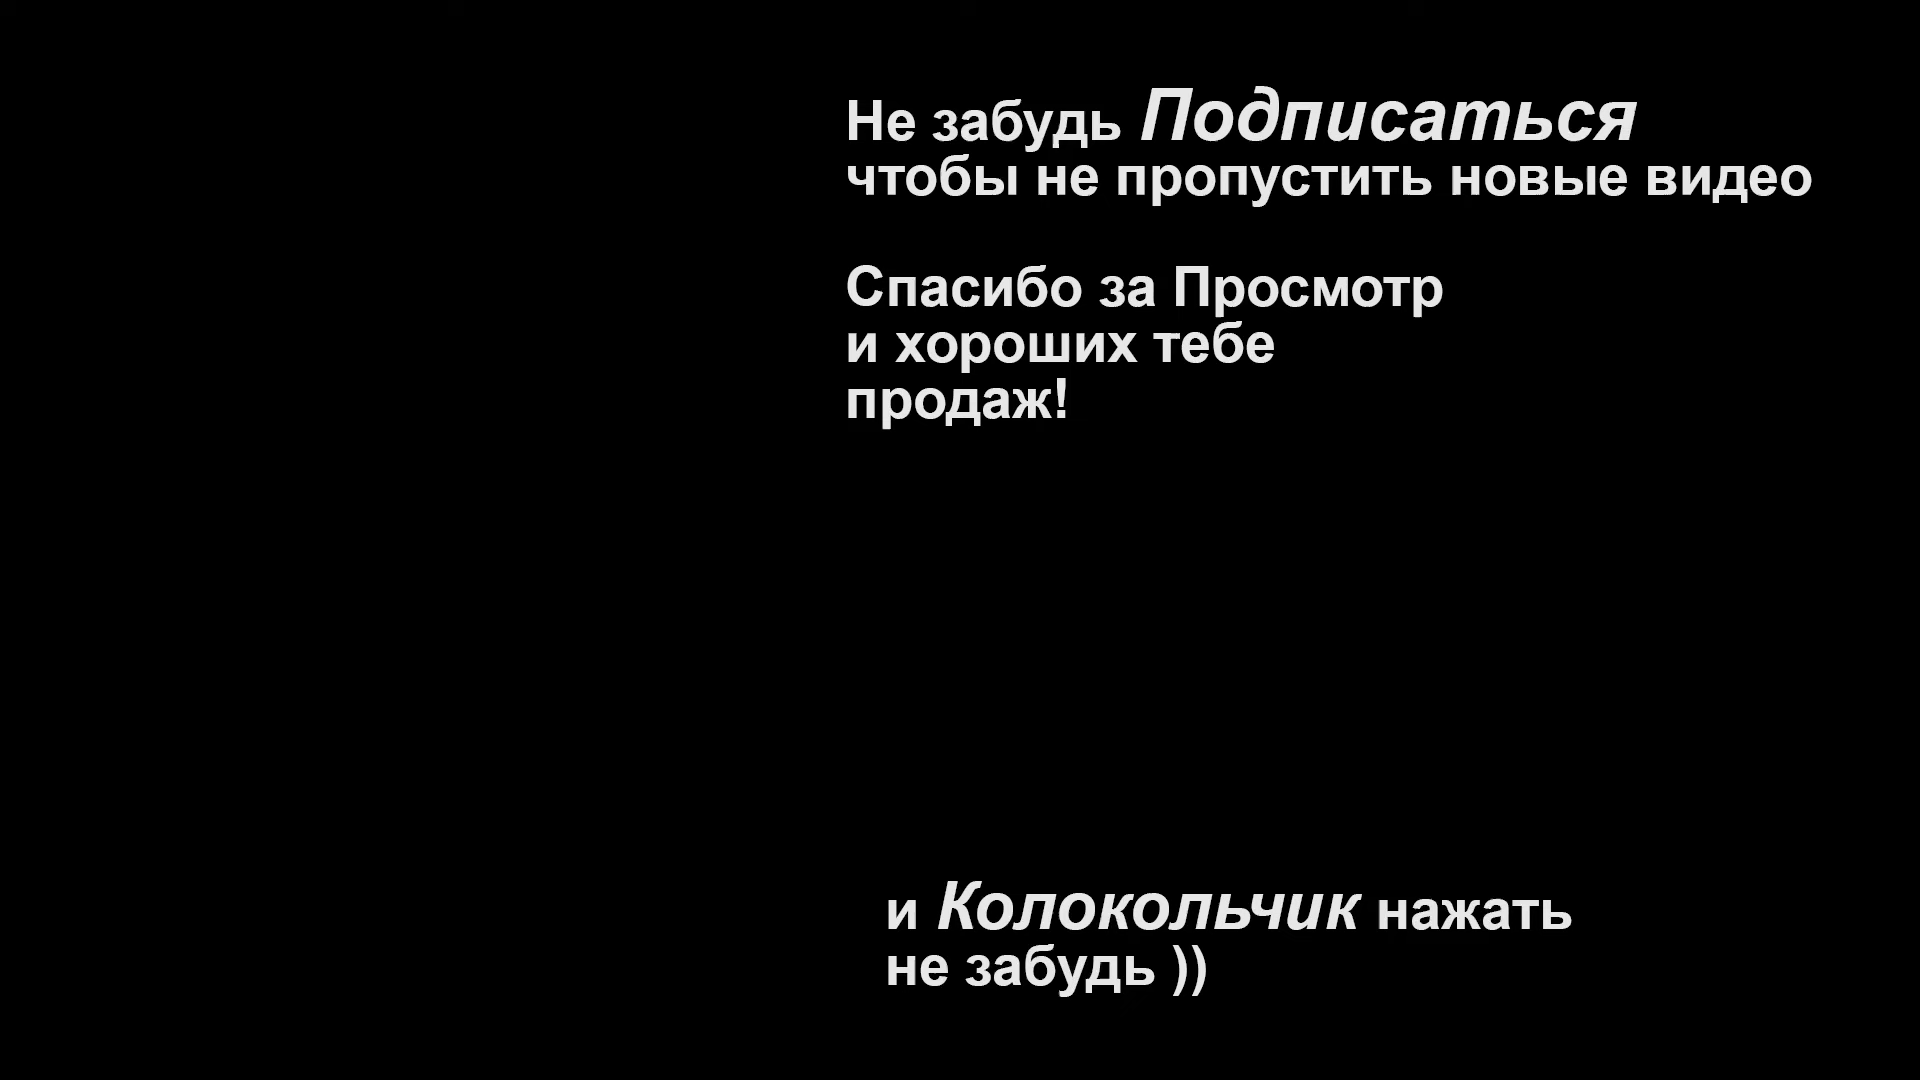 Не забудь Подписаться
чтобы не пропустить новые видео
Спасибо за Просмотр
и хороших тебе
продаж!
и Колокольчик нажать
не забудь ))